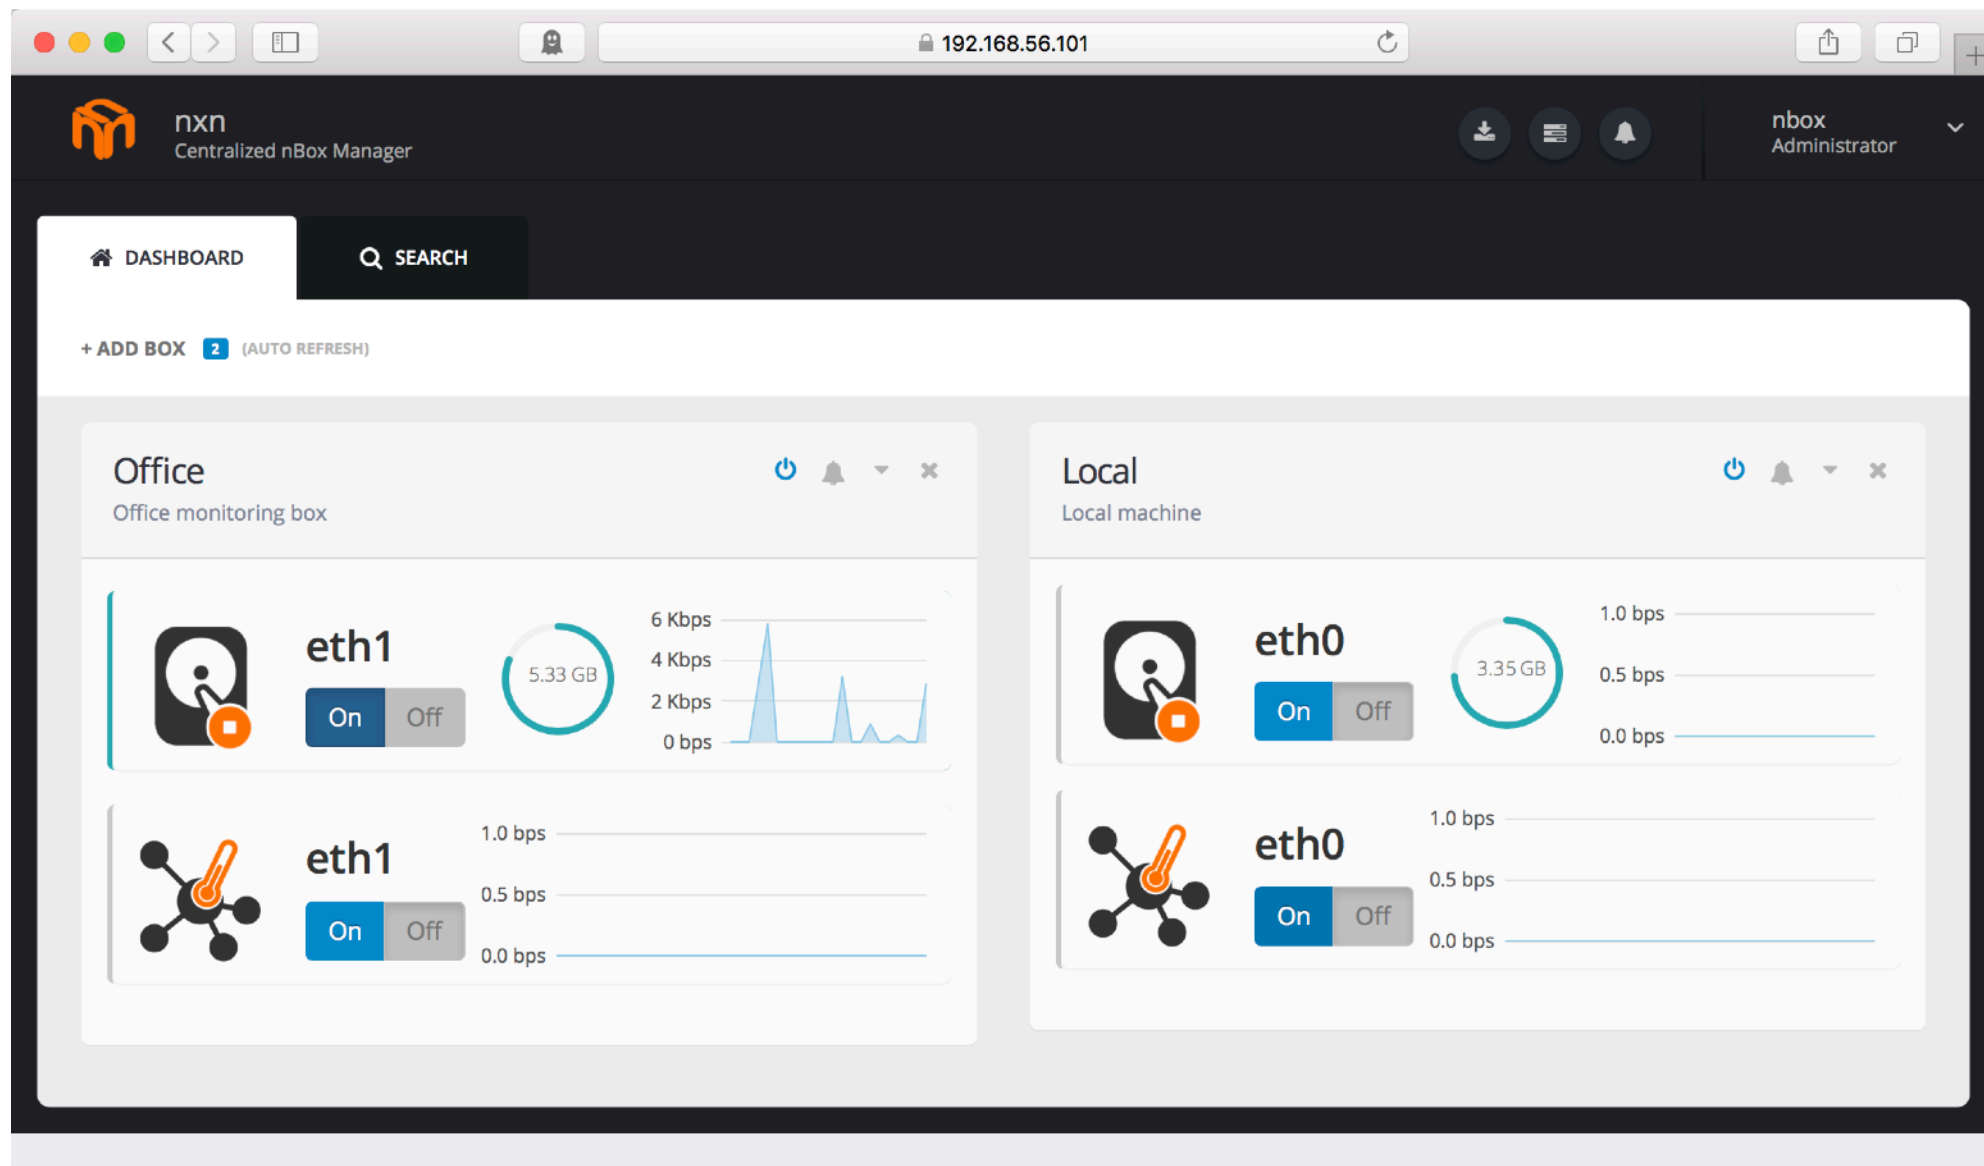 192.168.56.101
nxn
Centralized nBox Manager
nbox
Administrator
DASHBOARD
SEARCH
+ ADD BOX 2 (AUTO REFRESH)
Office
Office monitoring box
eth1
On Off
5.33 GB
6 Kbps
4 Kbps
2 Kbps
0 bps
eth1
On Off
1.0 bps
0.5 bps
0.0 bps
Local
Local machine
eth0
On Off
3.35 GB
1.0 bps
0.5 bps
0.0 bps
eth0
On Off
1.0 bps
0.5 bps
0.0 bps